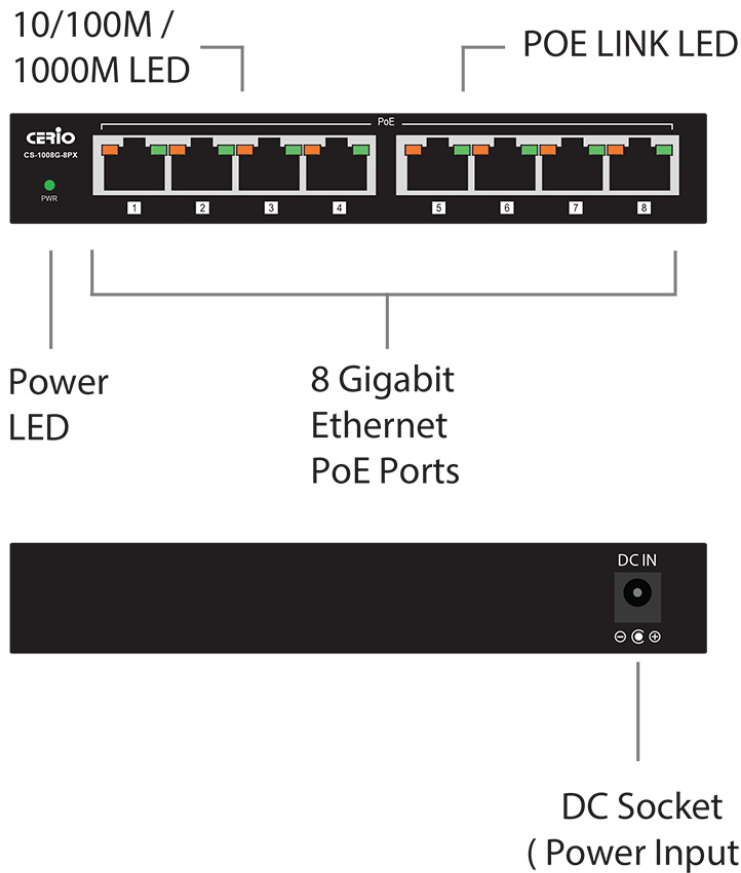 10/100M /
1000M LED
POE LINK LED
PoE
CERIO
CS-1008G-8PX
PWR
1 2 3 4 5 6 7 8
Power
LED
8 Gigabit
Ethernet
PoE Ports
DC IN
DC Socket
( Power Input